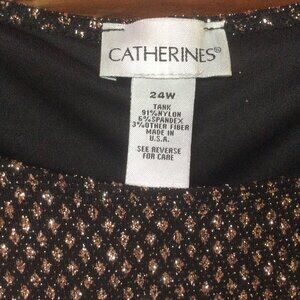 CATHERINES®
24W
TANK
91%NYLON
6%SPANDEX
3%OTHER FIBER
MADE IN
U.S.A.
SEE REVERSE
FOR CARE